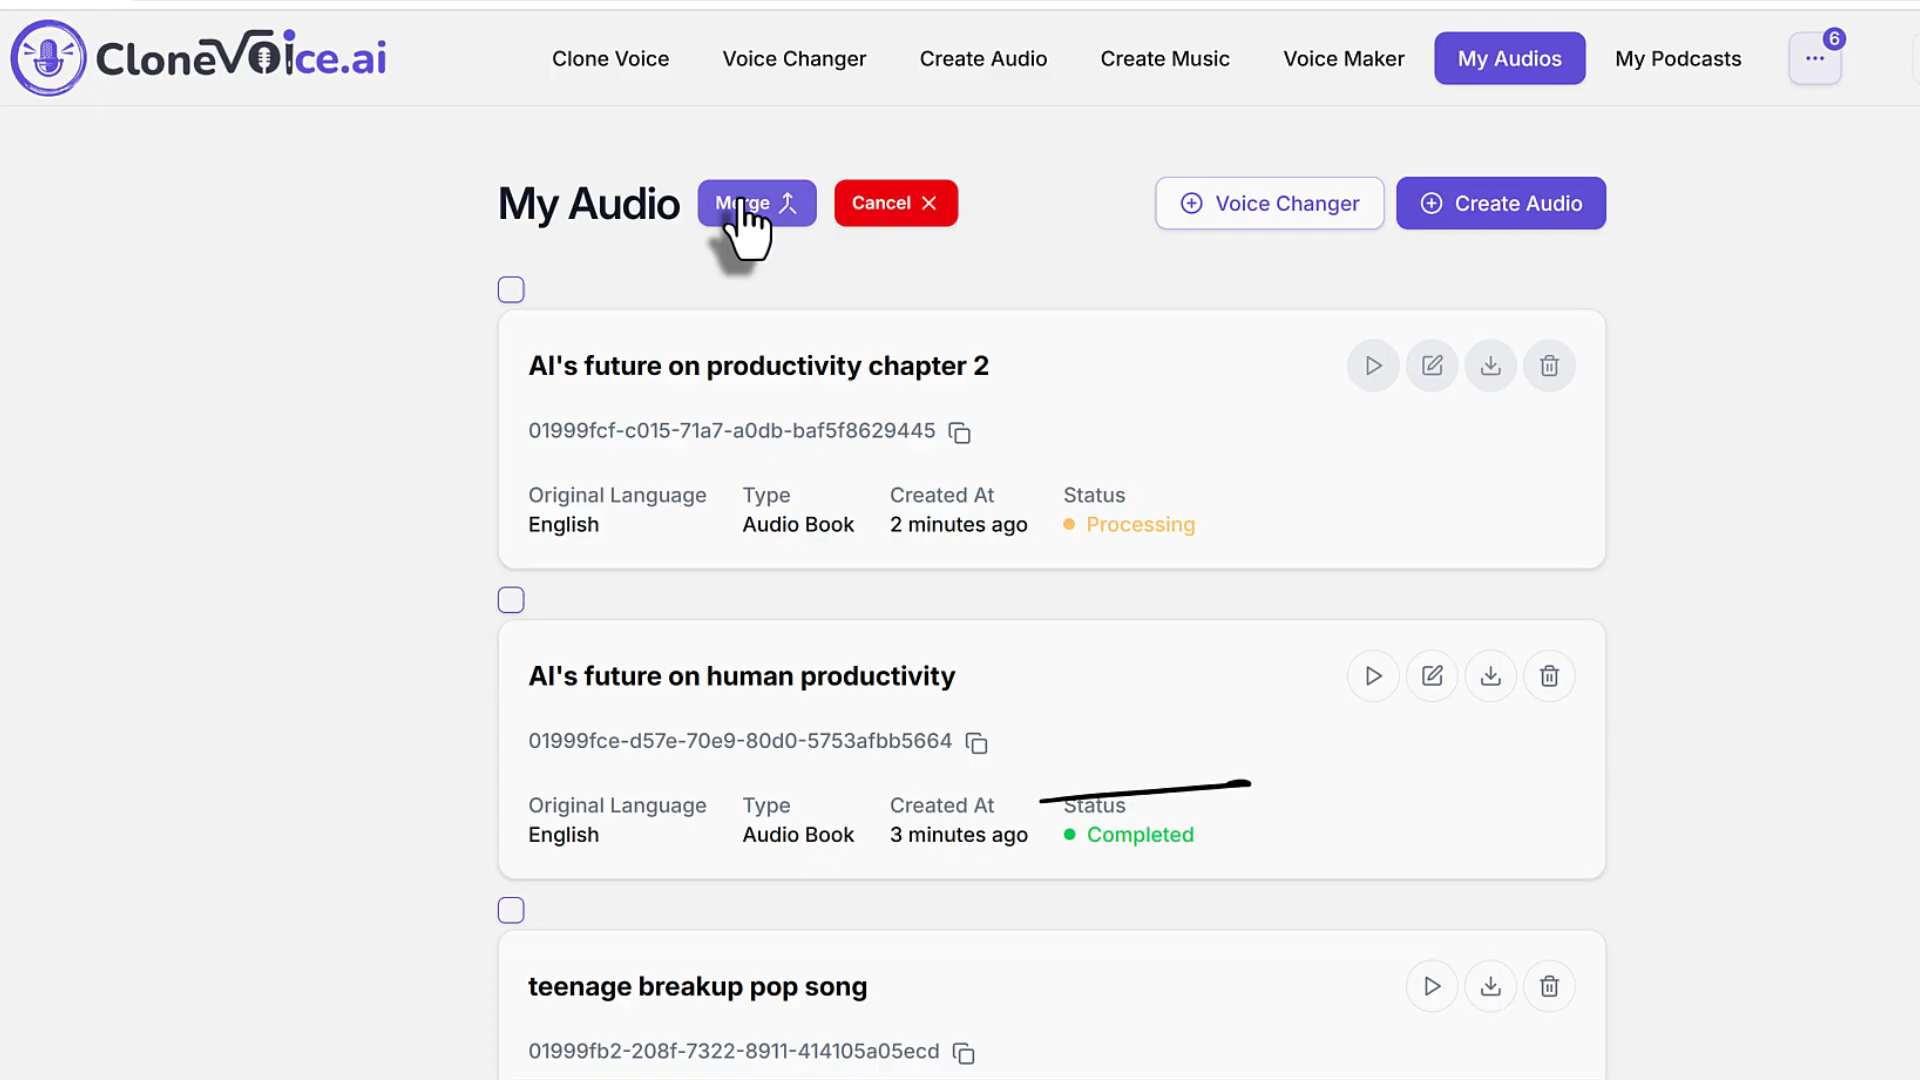 CloneVoice.ai
Clone Voice Voice Changer Create Audio Create Music Voice Maker My Audios My Podcasts ... 6
My Audio Merge Cancel Voice Changer Create Audio
AI's future on productivity chapter 2
01999fcf-c015-71a7-a0db-baf5f8629445
Original Language Type Created At Status
English Audio Book 2 minutes ago Processing
AI's future on human productivity
01999fce-d57e-70e9-80d0-5753afbb5664
Original Language Type Created At Status
English Audio Book 3 minutes ago Completed
teenage breakup pop song
01999fb2-208f-7322-8911-414105a05ecd